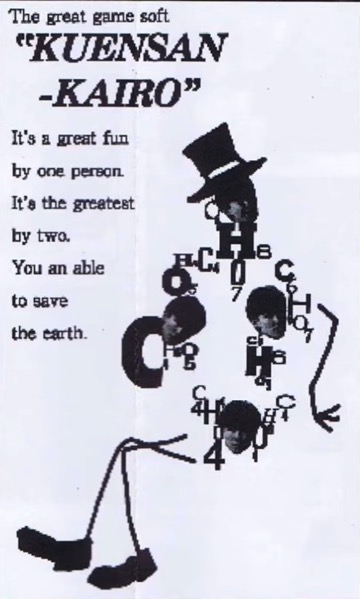 The great game soft
"KUENSAN
-KAIRO"
It's a great fun
by one person.
It's the greatest
by two.
You an able
to save
the earth.